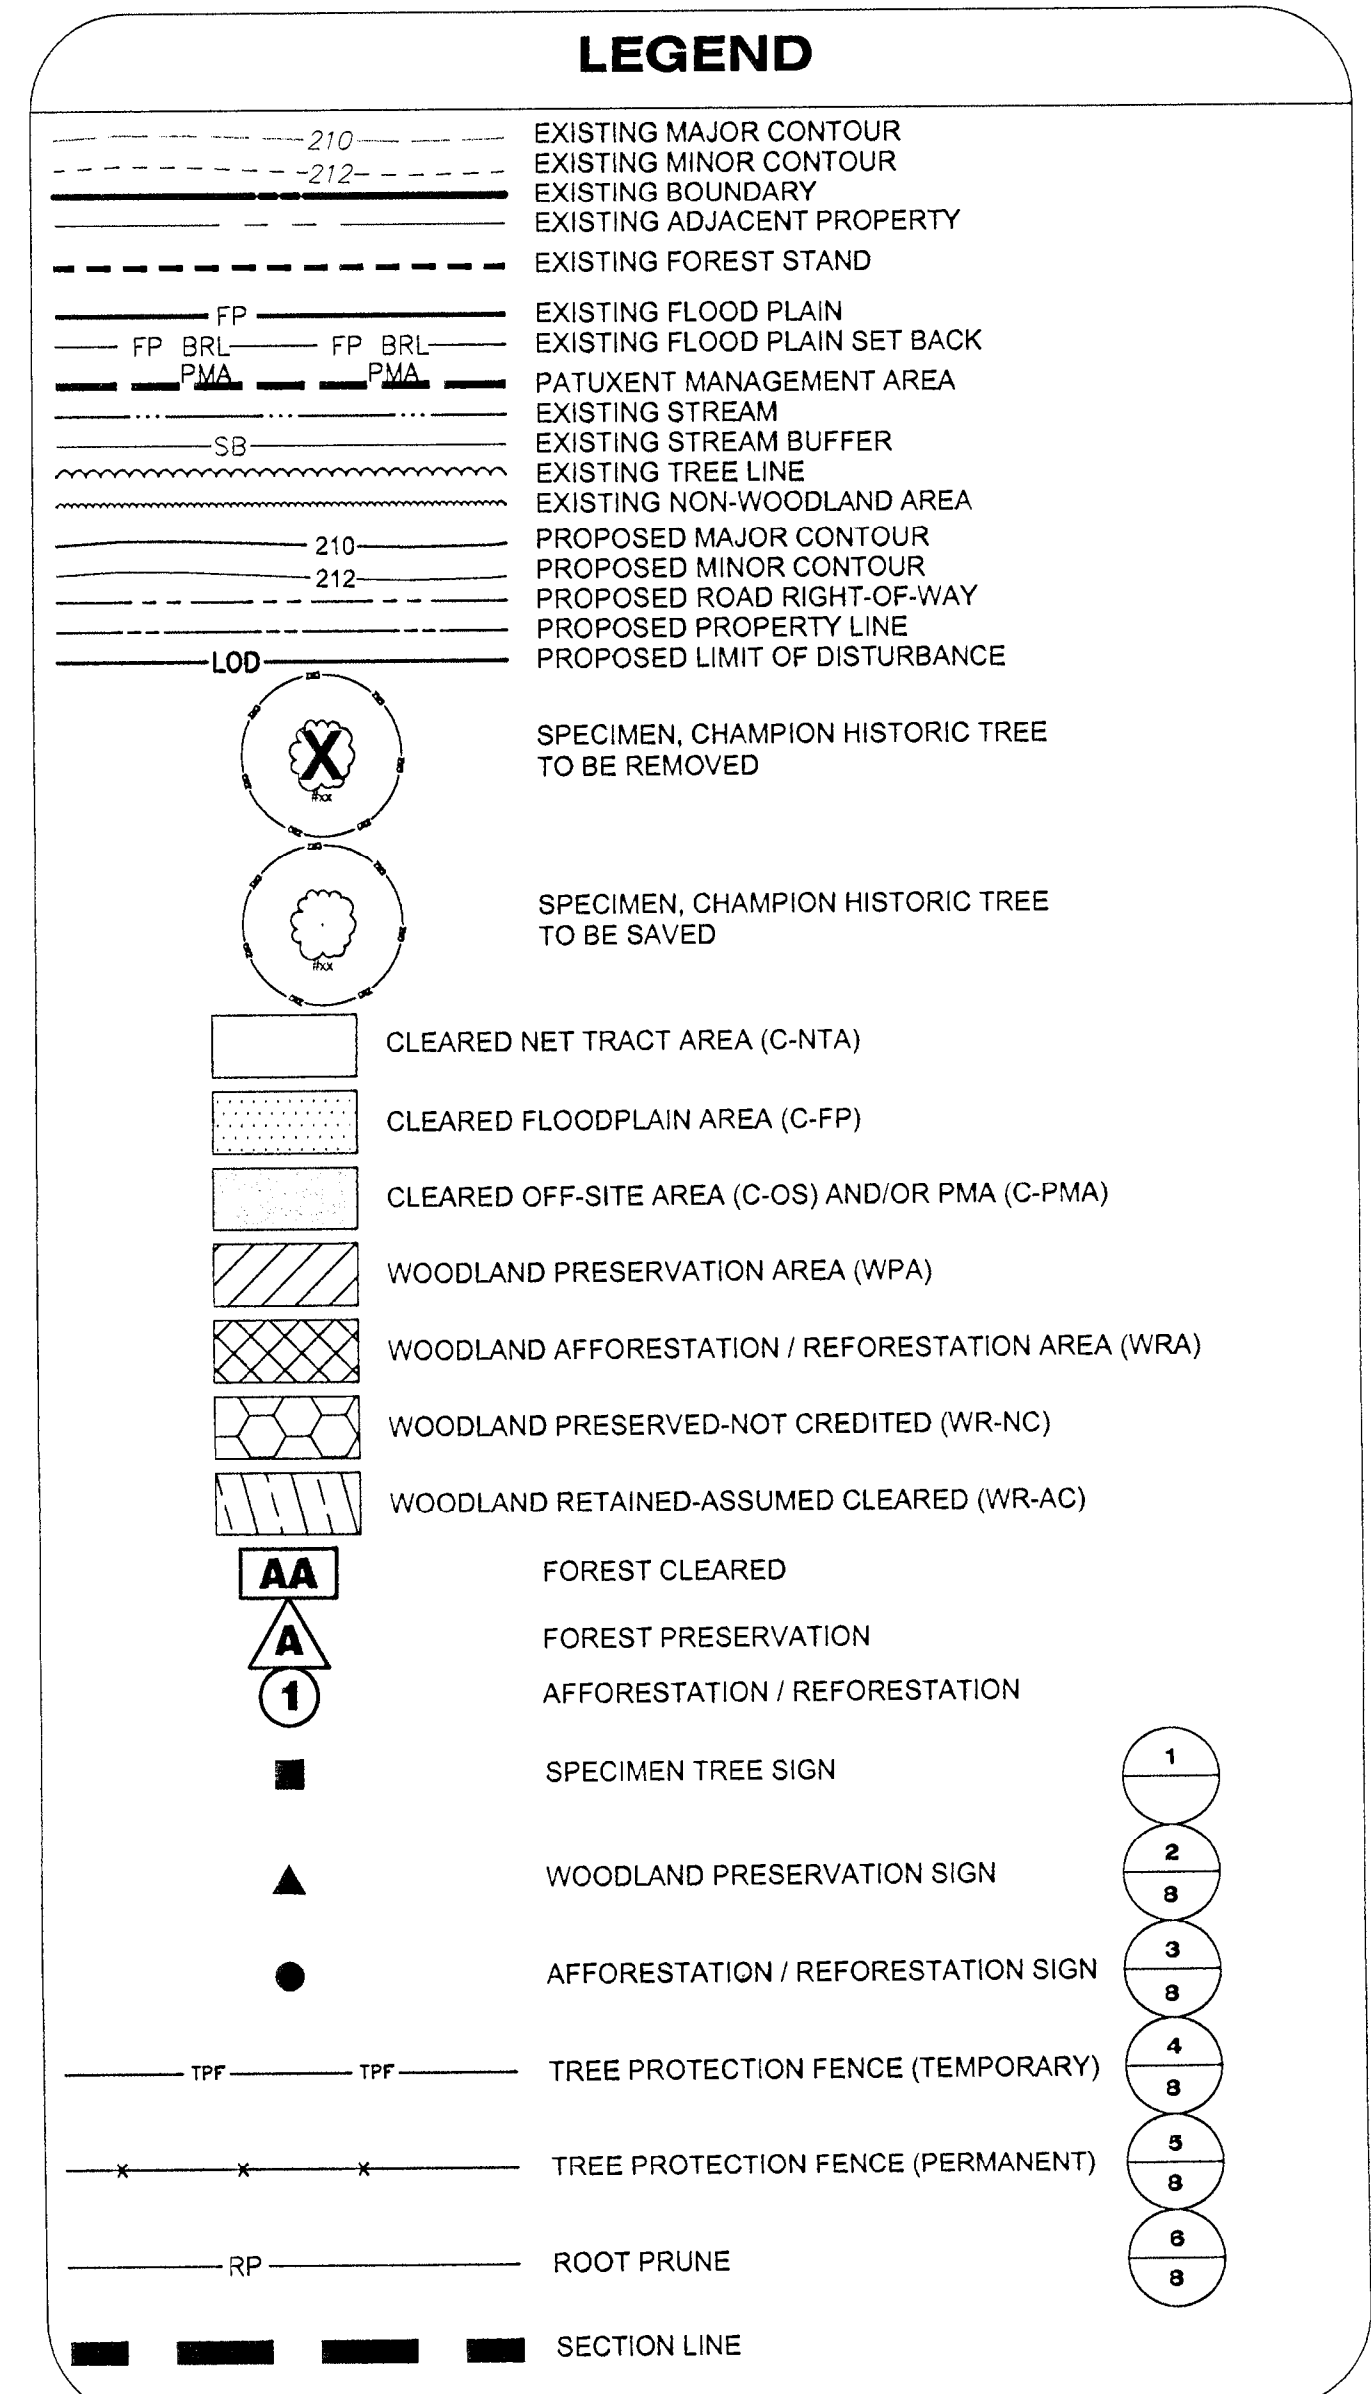 LEGEND
210 EXISTING MAJOR CONTOUR
212 EXISTING MINOR CONTOUR
EXISTING BOUNDARY
EXISTING ADJACENT PROPERTY
EXISTING FOREST STAND
FP EXISTING FLOOD PLAIN
FP BRL FP BRL EXISTING FLOOD PLAIN SET BACK
PMA PMA PATUXENT MANAGEMENT AREA
EXISTING STREAM
SB EXISTING STREAM BUFFER
EXISTING TREE LINE
EXISTING NON-WOODLAND AREA
210 PROPOSED MAJOR CONTOUR
212 PROPOSED MINOR CONTOUR
PROPOSED ROAD RIGHT-OF-WAY
PROPOSED PROPERTY LINE
LOD PROPOSED LIMIT OF DISTURBANCE
X SPECIMEN, CHAMPION HISTORIC TREE
TO BE REMOVED
#xx
SPECIMEN, CHAMPION HISTORIC TREE
TO BE SAVED
#xx
CLEARED NET TRACT AREA (C-NTA)
CLEARED FLOODPLAIN AREA (C-FP)
CLEARED OFF-SITE AREA (C-OS) AND/OR PMA (C-PMA)
WOODLAND PRESERVATION AREA (WPA)
WOODLAND AFFORESTATION / REFORESTATION AREA (WRA)
WOODLAND PRESERVED-NOT CREDITED (WR-NC)
WOODLAND RETAINED-ASSUMED CLEARED (WR-AC)
AA FOREST CLEARED
A FOREST PRESERVATION
1 AFFORESTATION / REFORESTATION
SPECIMEN TREE SIGN 1
WOODLAND PRESERVATION SIGN 2
8
AFFORESTATION / REFORESTATION SIGN 3
8
TPF TPF TREE PROTECTION FENCE (TEMPORARY) 4
8
TREE PROTECTION FENCE (PERMANENT) 5
8
RP ROOT PRUNE 6
8
SECTION LINE